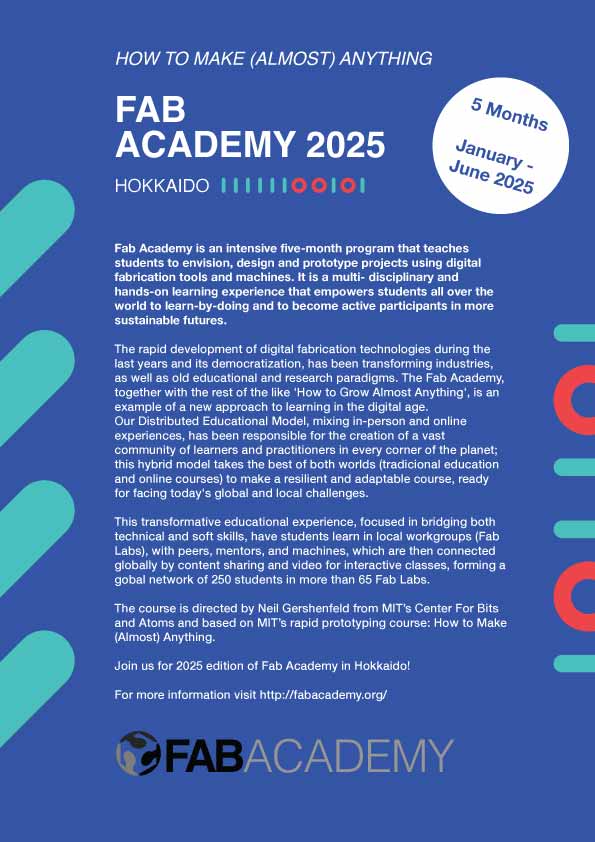 HOW TO MAKE (ALMOST) ANYTHING
FAB
ACADEMY 2025
HOKKAIDO
5 Months
January -
June 2025
Fab Academy is an intensive five-month program that teaches
students to envision, design and prototype projects using digital
fabrication tools and machines. It is a multi- disciplinary and
hands-on learning experience that empowers students all over the
world to learn-by-doing and to become active participants in more
sustainable futures.
The rapid development of digital fabrication technologies during the
last years and its democratization, has been transforming industries,
as well as old educational and research paradigms. The Fab Academy,
together with the rest of the like 'How to Grow Almost Anything', is an
example of a new approach to learning in the digital age.
Our Distributed Educational Model, mixing in-person and online
experiences, has been responsible for the creation of a vast
community of learners and practitioners in every corner of the planet;
this hybrid model takes the best of both worlds (tradicional education
and online courses) to make a resilient and adaptable course, ready
for facing today's global and local challenges.
This transformative educational experience, focused in bridging both
technical and soft skills, have students learn in local workgroups (Fab
Labs), with peers, mentors, and machines, which are then connected
globally by content sharing and video for interactive classes, forming a
gobal network of 250 students in more than 65 Fab Labs.
The course is directed by Neil Gershenfeld from MIT's Center For Bits
and Atoms and based on MIT's rapid prototyping course: How to Make
(Almost) Anything.
Join us for 2025 edition of Fab Academy in Hokkaido!
For more information visit http://fabacademy.org/
FABACADEMY